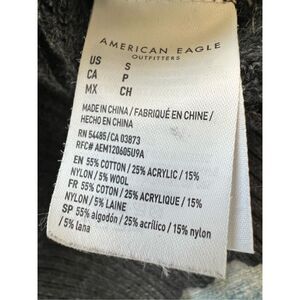 AMERICAN EAGLE
OUTFITTERS
US S
CA P
MX CH
MADE IN CHINA / FABRIQUÉ EN CHINE /
HECHO EN CHINA
RN 54485/CA 03873
RFC# AEM120605U9A
EN 55% COTTON / 25% ACRYLIC / 15%
NYLON / 5% WOOL
FR 55% COTON / 25% ACRYLIQUE / 15%
NYLON / 5% LAINE
SP 55% algodón / 25% acrílico / 15% nylon
/ 5% lana